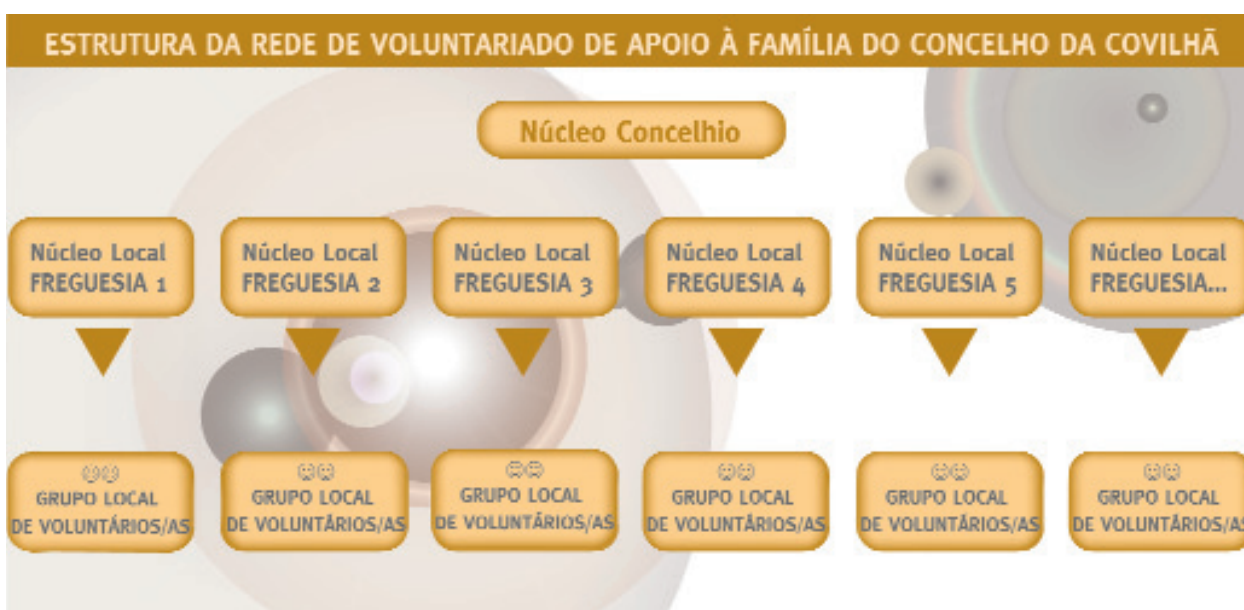 ESTRUTURA DA REDE DE VOLUNTARIADO DE APOIO À FAMÍLIA DO CONCELHO DA COVILHÃ
Núcleo Concelhio
Núcleo Local
FREGUESIA 1
Núcleo Local
FREGUESIA 2
Núcleo Local
FREGUESIA 3
Núcleo Local
FREGUESIA 4
Núcleo Local
FREGUESIA 5
Núcleo Local
FREGUESIA...
☺☺
GRUPO LOCAL
DE VOLUNTÁRIOS/AS
☺☺
GRUPO LOCAL
DE VOLUNTÁRIOS/AS
☺☺
GRUPO LOCAL
DE VOLUNTÁRIOS/AS
☺☺
GRUPO LOCAL
DE VOLUNTÁRIOS/AS
☺☺
GRUPO LOCAL
DE VOLUNTÁRIOS/AS
☺☺
GRUPO LOCAL
DE VOLUNTÁRIOS/AS